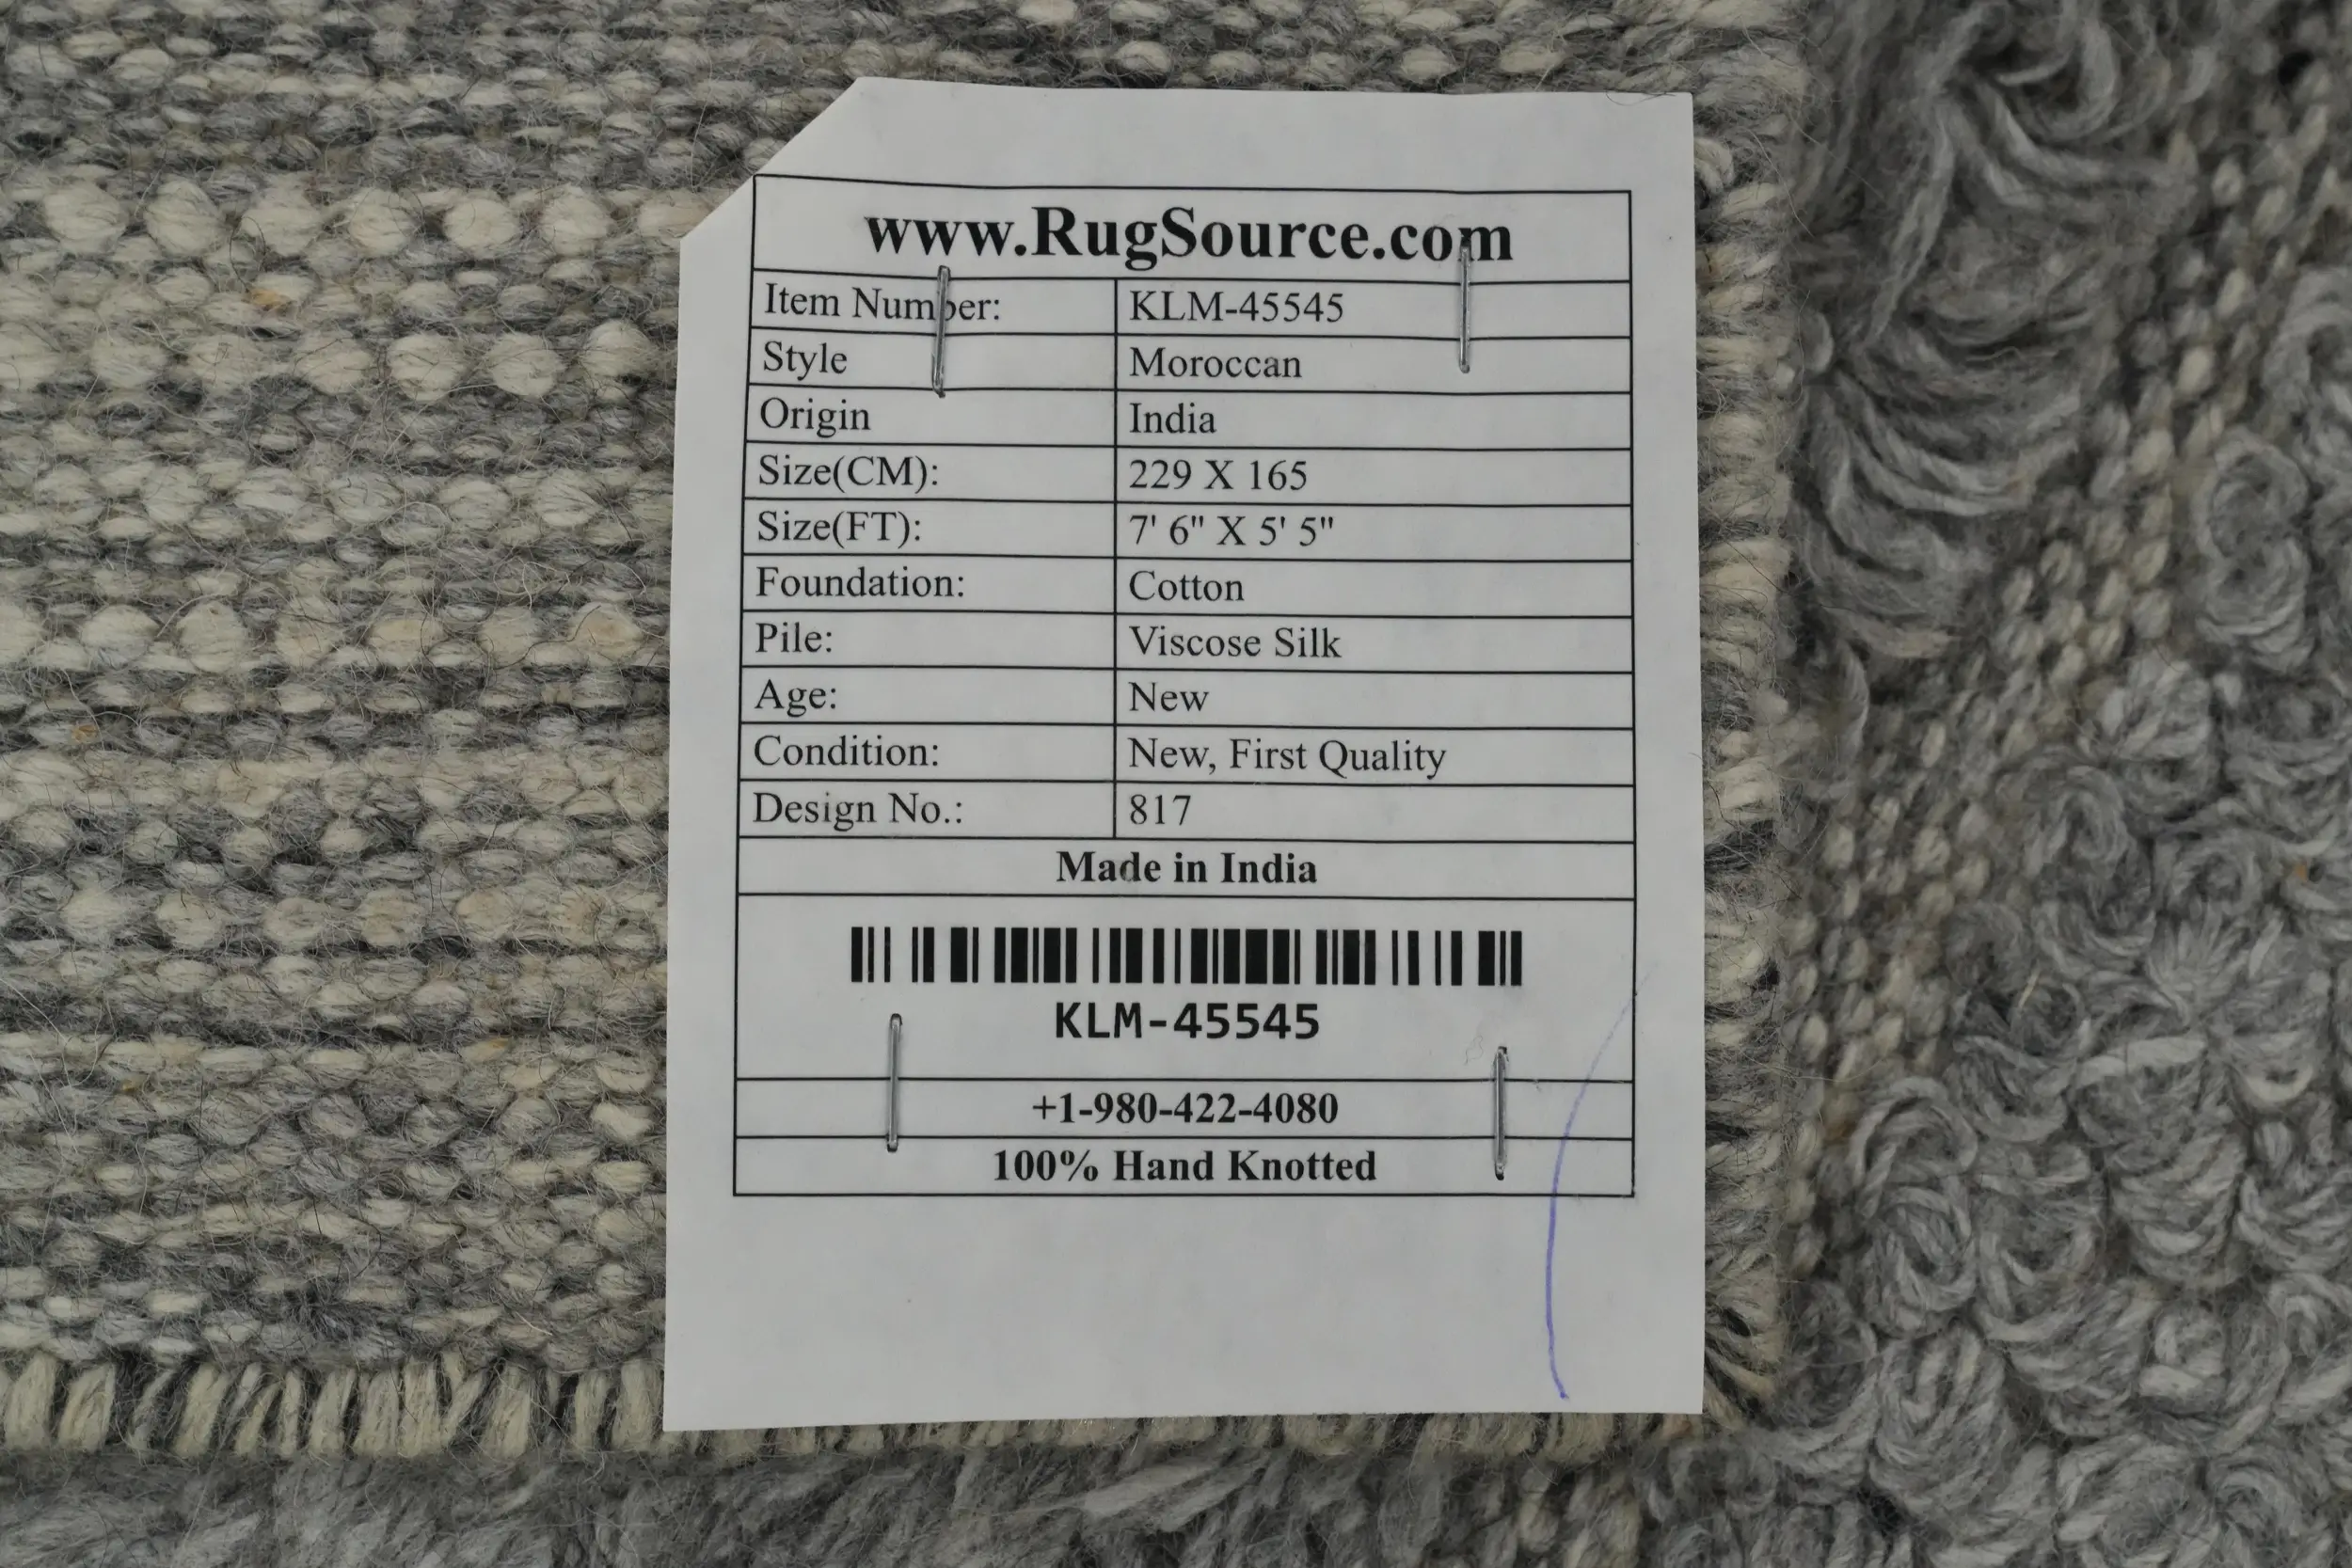 www.RugSource.com
Item Number: KLM-45545
Style Moroccan
Origin India
Size(CM): 229 X 165
Size(FT): 7' 6" X 5' 5"
Foundation: Cotton
Pile: Viscose Silk
Age: New
Condition: New, First Quality
Design No.: 817
Made in India
KLM-45545
+1-980-422-4080
100% Hand Knotted